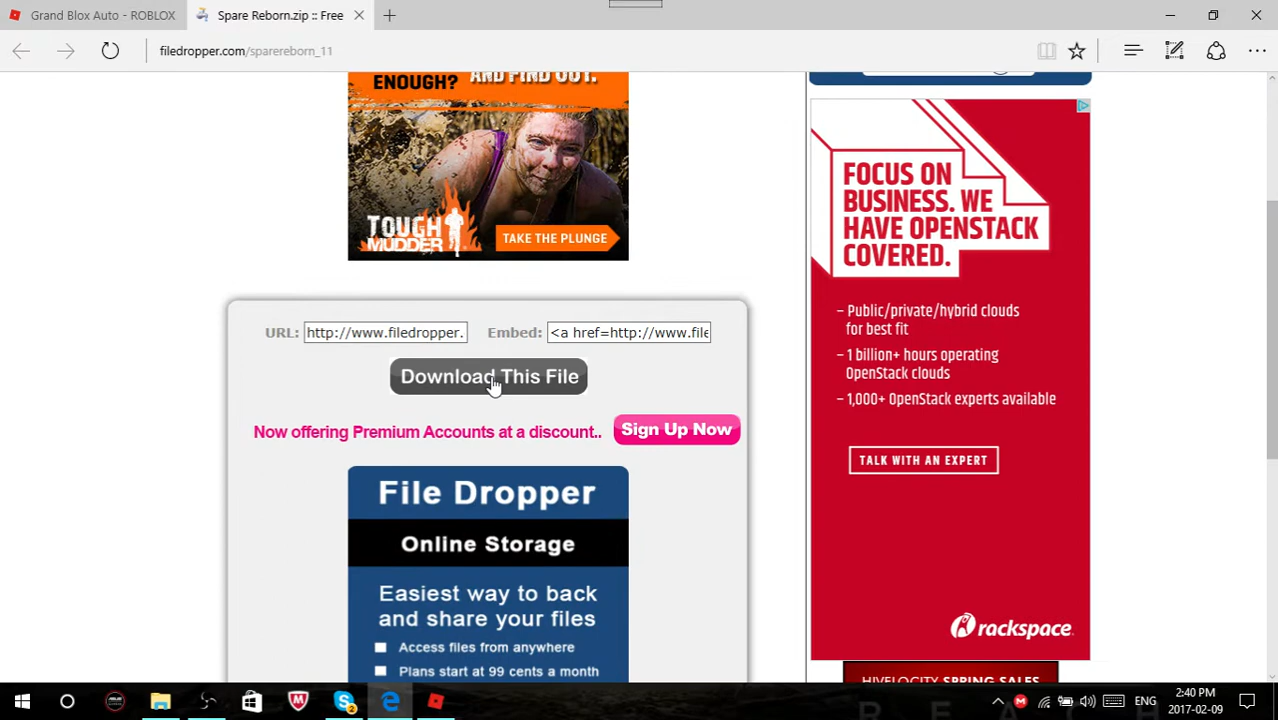 Grand Blox Auto - ROBLOX
Spare Reborn.zip :: Free
filedropper.com/sparereborn_11
ENOUGH? AND FIND OUT.
TOUGH MUDDER
TAKE THE PLUNGE
URL: http://www.filedropper. Embed: <a href=http://www.file
Download This File
Now offering Premium Accounts at a discount.. Sign Up Now
File Dropper
Online Storage
Easiest way to back
and share your files
Access files from anywhere
Plans start at 99 cents a month
FOCUS ON
BUSINESS. WE
HAVE OPENSTACK
COVERED.
– Public/private/hybrid clouds
for best fit
– 1 billion+ hours operating
OpenStack clouds
– 1,000+ OpenStack experts available
TALK WITH AN EXPERT
rackspace.
HIVELOCITY SPRING SALES
2
ENG
2:40 PM
2017-02-09
R E A